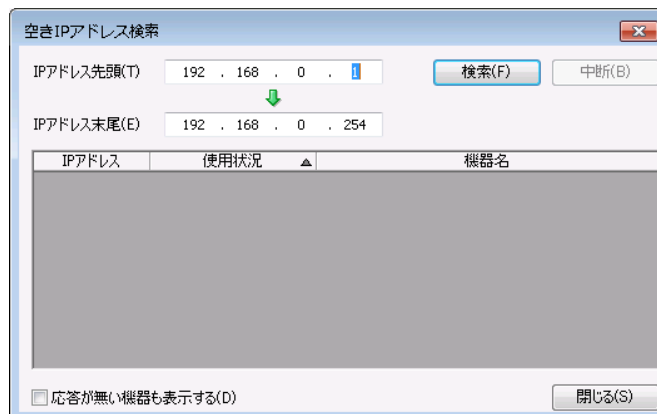 空きIPアドレス検索
IPアドレス先頭(T) 192 . 168 . 0 . 1 検索(F) 中断(B)
IPアドレス末尾(E) 192 . 168 . 0 . 254
IPアドレス 使用状況 機器名
応答が無い機器も表示する(D) 閉じる(S)